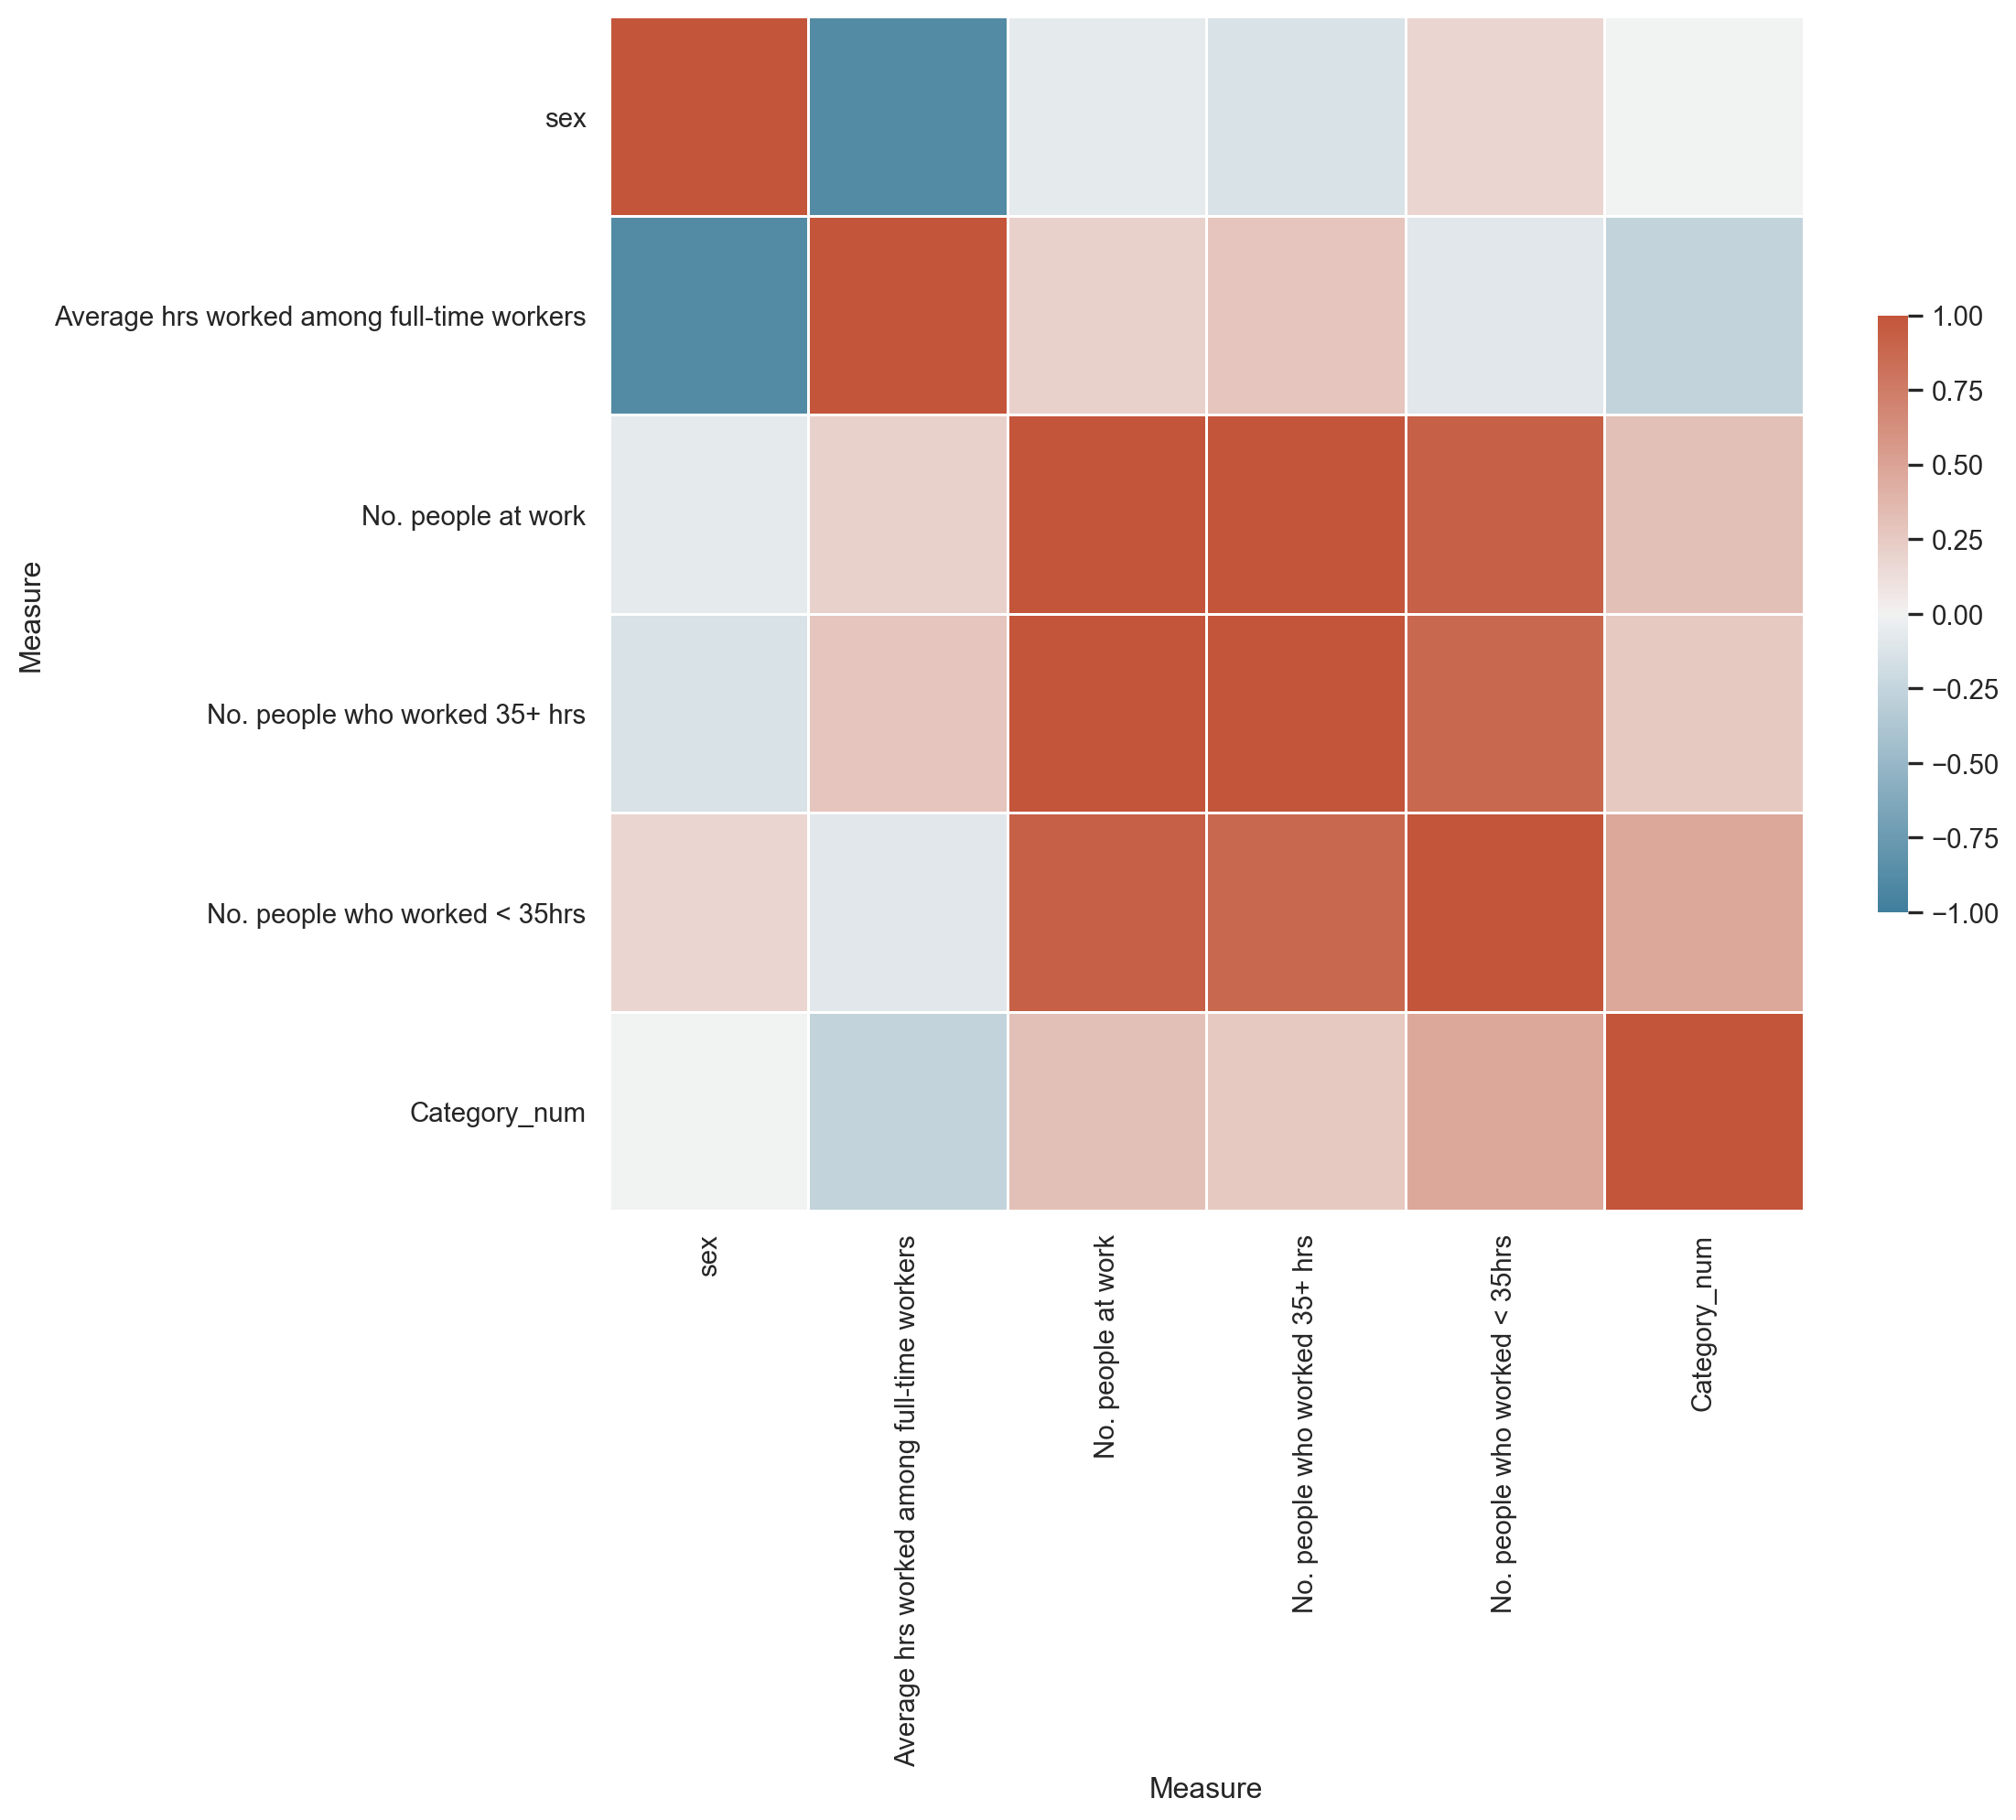 sex
Average hrs worked among full-time workers
No. people at work
No. people who worked 35+ hrs
No. people who worked < 35hrs
Category_num
Measure
1.00
0.75
0.50
0.25
0.00
−0.25
−0.50
−0.75
−1.00
sex
Average hrs worked among full-time workers
No. people at work
No. people who worked 35+ hrs
No. people who worked < 35hrs
Category_num
Measure